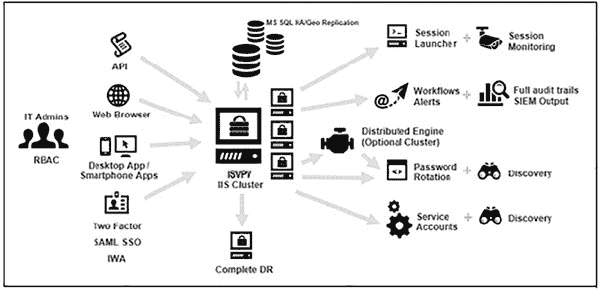 MS SQL IIA/Geo Replication
API
Web Browser
IT Admins
RBAC
Desktop App /
Smartphone Apps
Two Factor
SAML SSO
IWA
ISVPV
IIS Cluster
Complete DR
Session
Launcher
Session
Monitoring
Workflows
Alerts
Full audit trails
SIEM Output
Distributed Engine
(Optional Cluster)
Password
Rotation
Discovery
Service
Accounts
Discovery